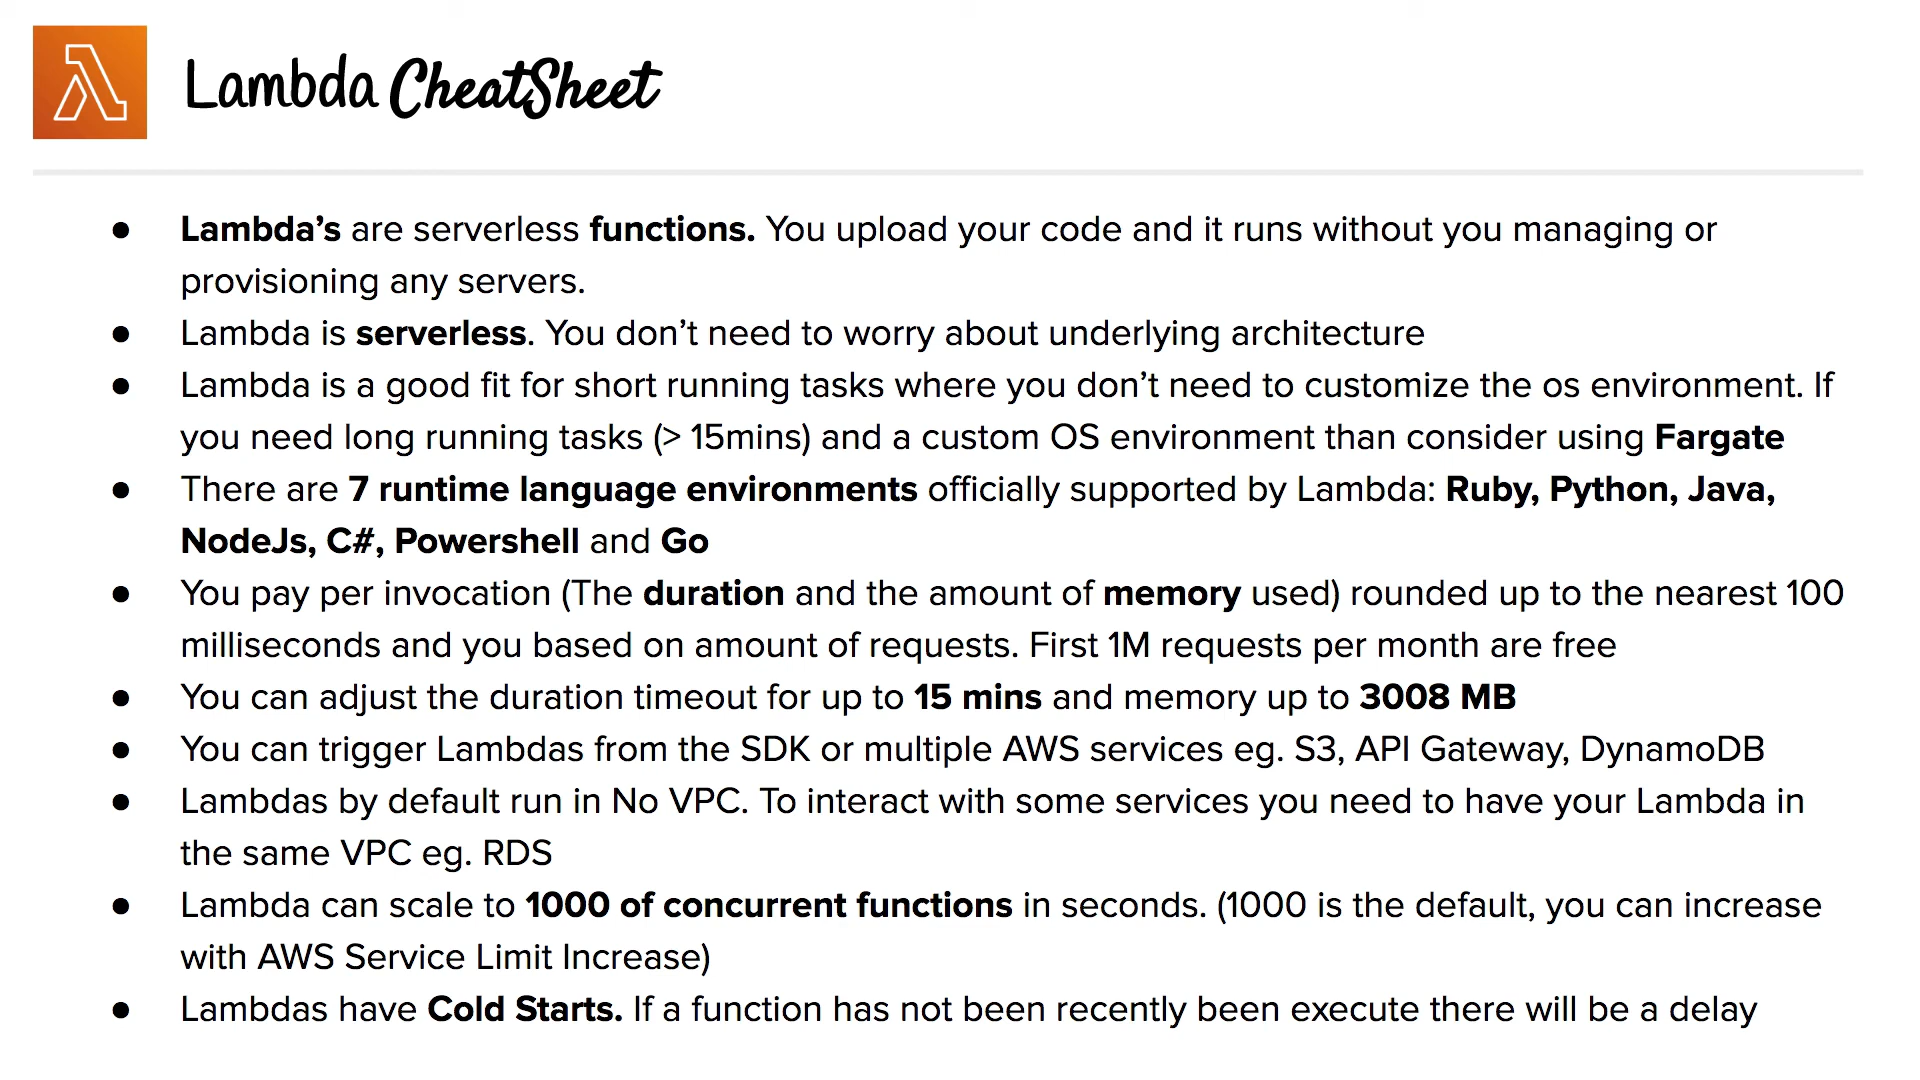 Lambda CheatSheet
● Lambda’s are serverless functions. You upload your code and it runs without you managing or
provisioning any servers.
● Lambda is serverless. You don’t need to worry about underlying architecture
● Lambda is a good fit for short running tasks where you don’t need to customize the os environment. If
you need long running tasks (> 15mins) and a custom OS environment than consider using Fargate
● There are 7 runtime language environments officially supported by Lambda: Ruby, Python, Java,
NodeJs, C#, Powershell and Go
● You pay per invocation (The duration and the amount of memory used) rounded up to the nearest 100
milliseconds and you based on amount of requests. First 1M requests per month are free
● You can adjust the duration timeout for up to 15 mins and memory up to 3008 MB
● You can trigger Lambdas from the SDK or multiple AWS services eg. S3, API Gateway, DynamoDB
● Lambdas by default run in No VPC. To interact with some services you need to have your Lambda in
the same VPC eg. RDS
● Lambda can scale to 1000 of concurrent functions in seconds. (1000 is the default, you can increase
with AWS Service Limit Increase)
● Lambdas have Cold Starts. If a function has not been recently been execute there will be a delay